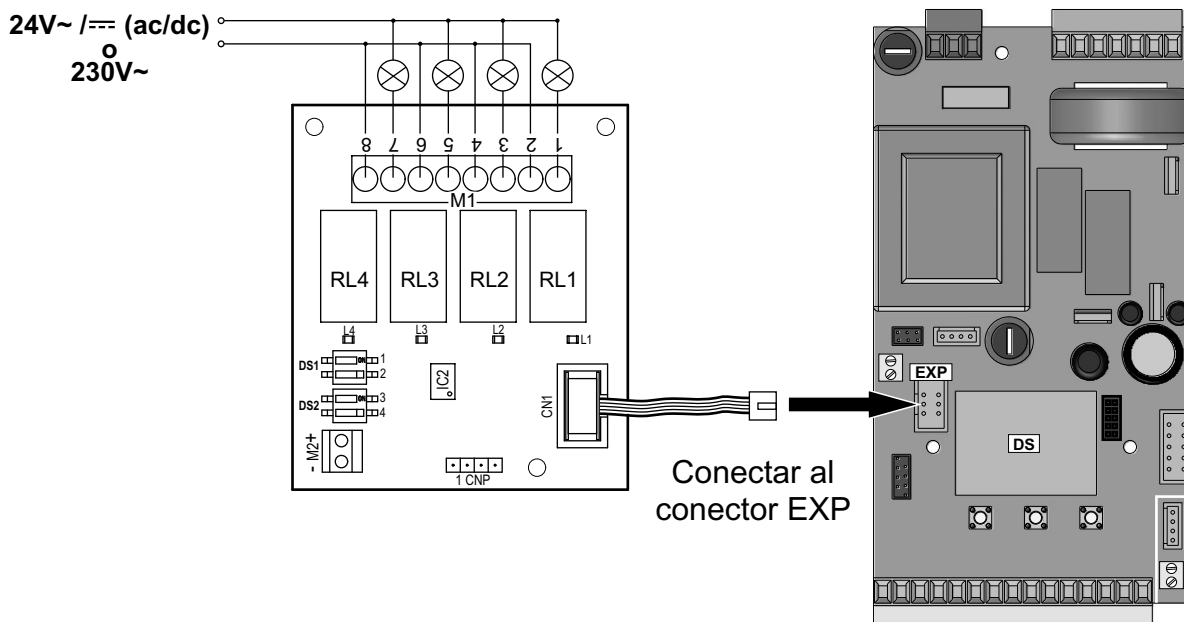 24V~ /⎓ (ac/dc)
o
230V~
8 7 6 5 4 3 2 1
M1
RL4 RL3 RL2 RL1
L4 L3 L2 L1
DS1 ON 1
2
DS2 ON 3
4
IC2
CN1
- M2+
1 CNP
EXP
DS
Conectar al
conector EXP